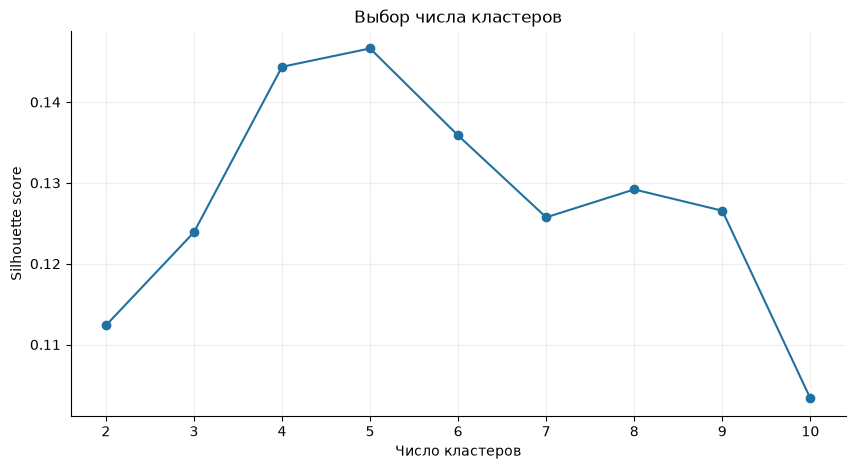 Выбор числа кластеров
Silhouette score
0.14
0.13
0.12
0.11
2 3 4 5 6 7 8 9 10
Число кластеров